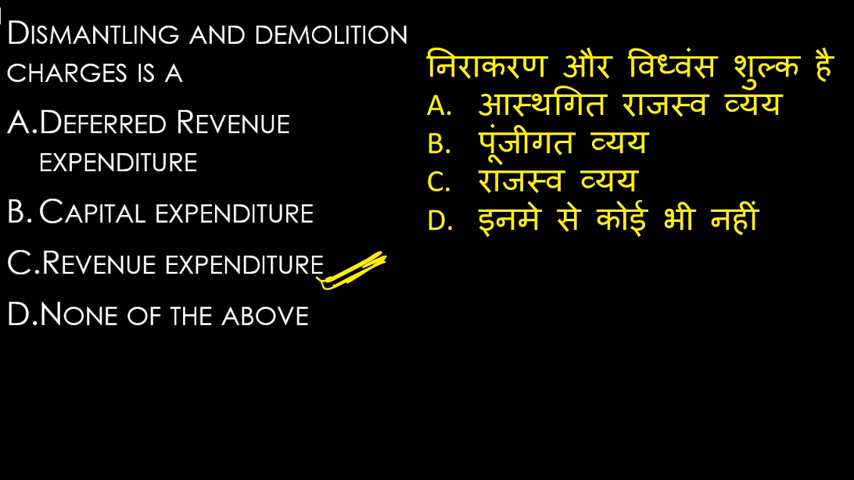 DISMANTLING AND DEMOLITION
CHARGES IS A
A.DEFERRED REVENUE
EXPENDITURE
B. CAPITAL EXPENDITURE
C.REVENUE EXPENDITURE
D.NONE OF THE ABOVE
निराकरण और विध्वंस शुल्क है
A. आस्थगित राजस्व व्यय
B. पूंजीगत व्यय
C. राजस्व व्यय
D. इनमे से कोई भी नहीं